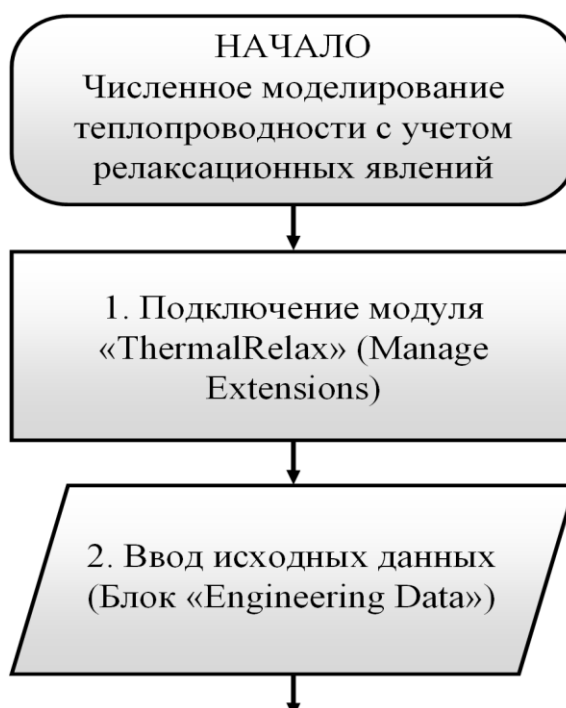 НАЧАЛО
Численное моделирование
теплопроводности с учетом
релаксационных явлений
1. Подключение модуля
«ThermalRelax» (Manage
Extensions)
2. Ввод исходных данных
(Блок «Engineering Data»)